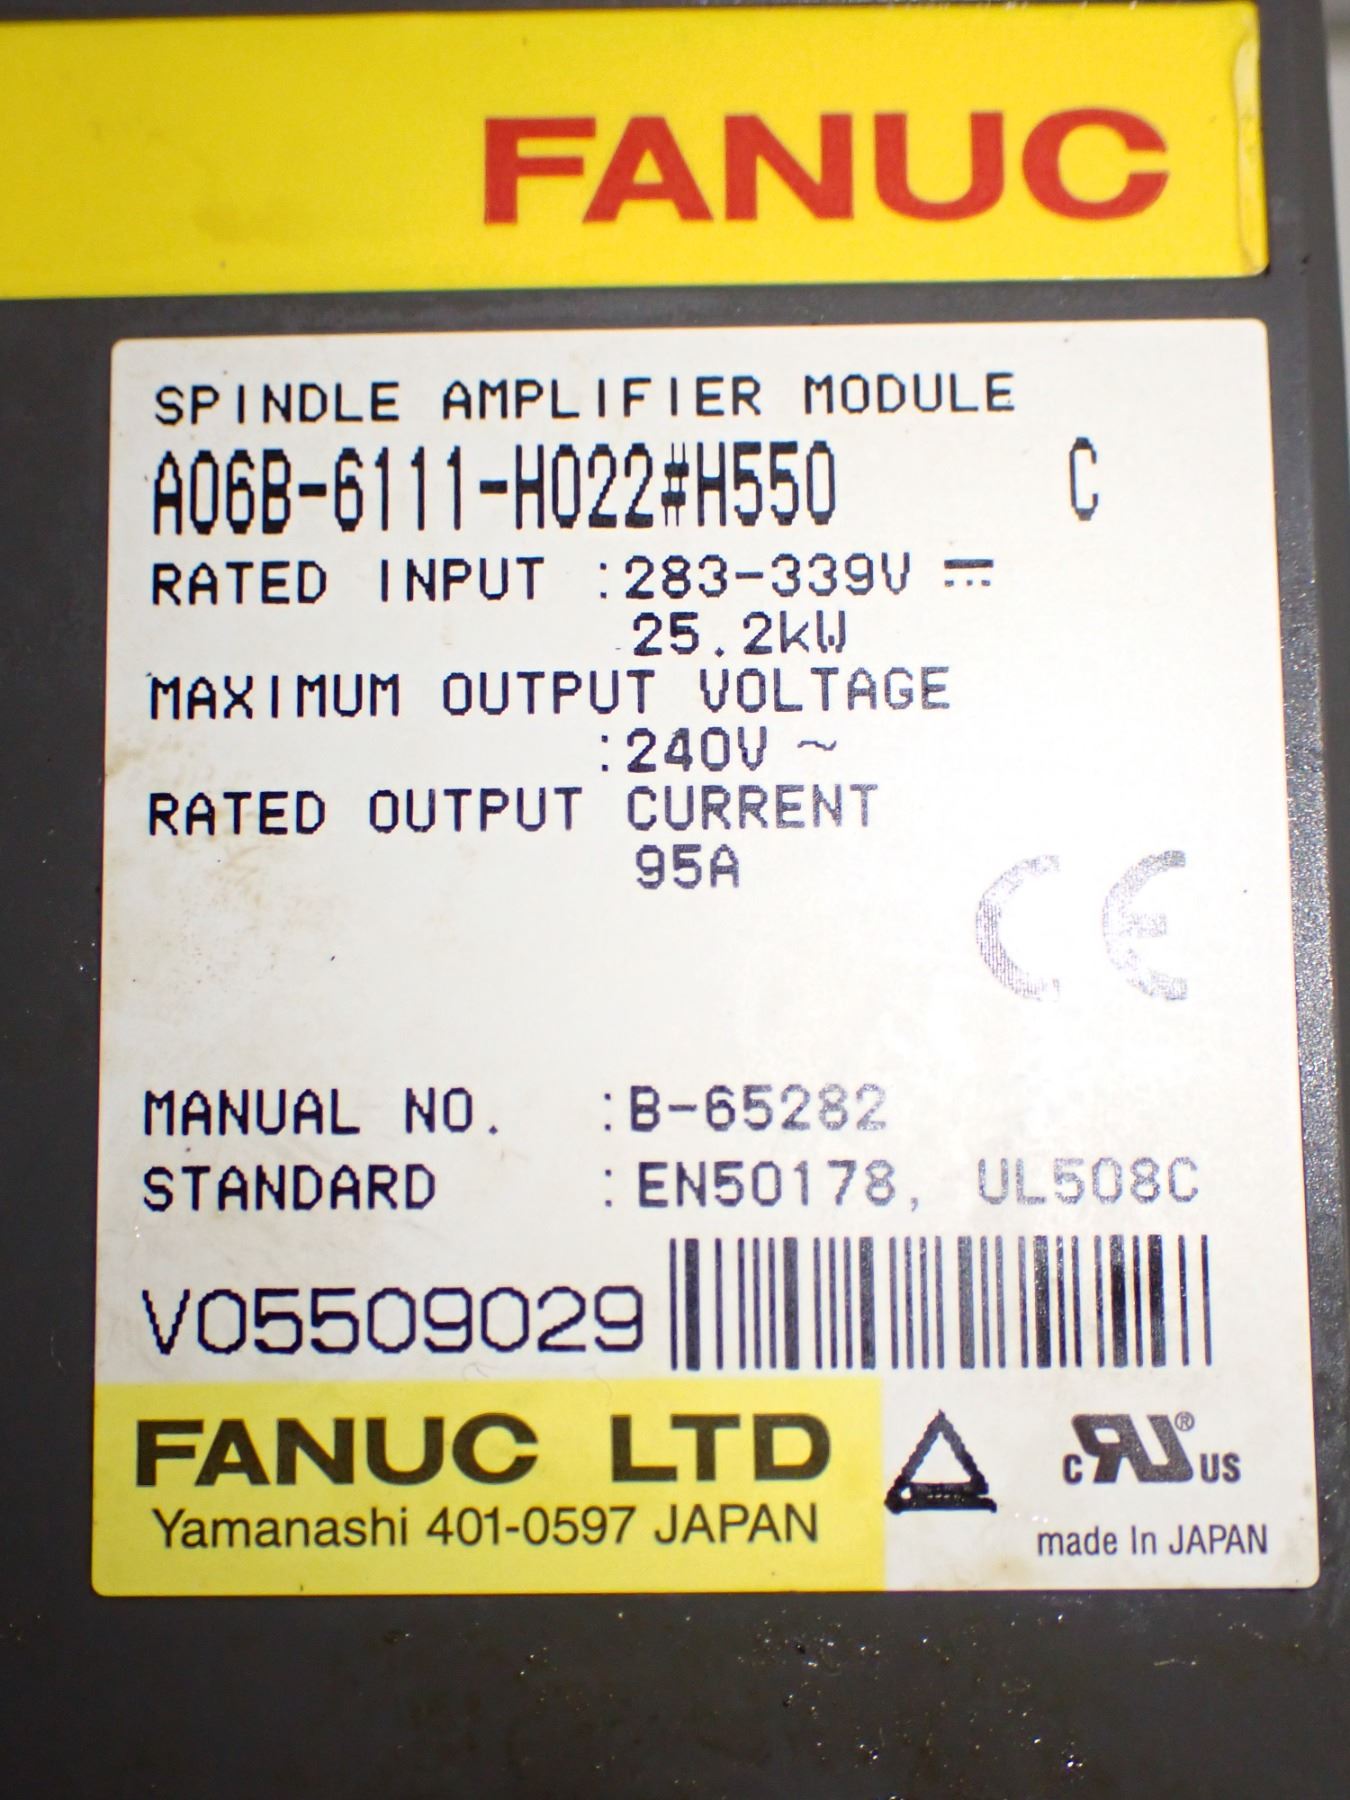 FANUC
SPINDLE AMPLIFIER MODULE
A06B-6111-H022#H550 C
RATED INPUT :283-339V ⎓
25.2kW
MAXIMUM OUTPUT VOLTAGE
:240V ~
RATED OUTPUT CURRENT
95A
CE
MANUAL NO. :B-65282
STANDARD :EN50178, UL508C
V05509029
FANUC LTD
Yamanashi 401-0597 JAPAN
c RU ® US
made In JAPAN